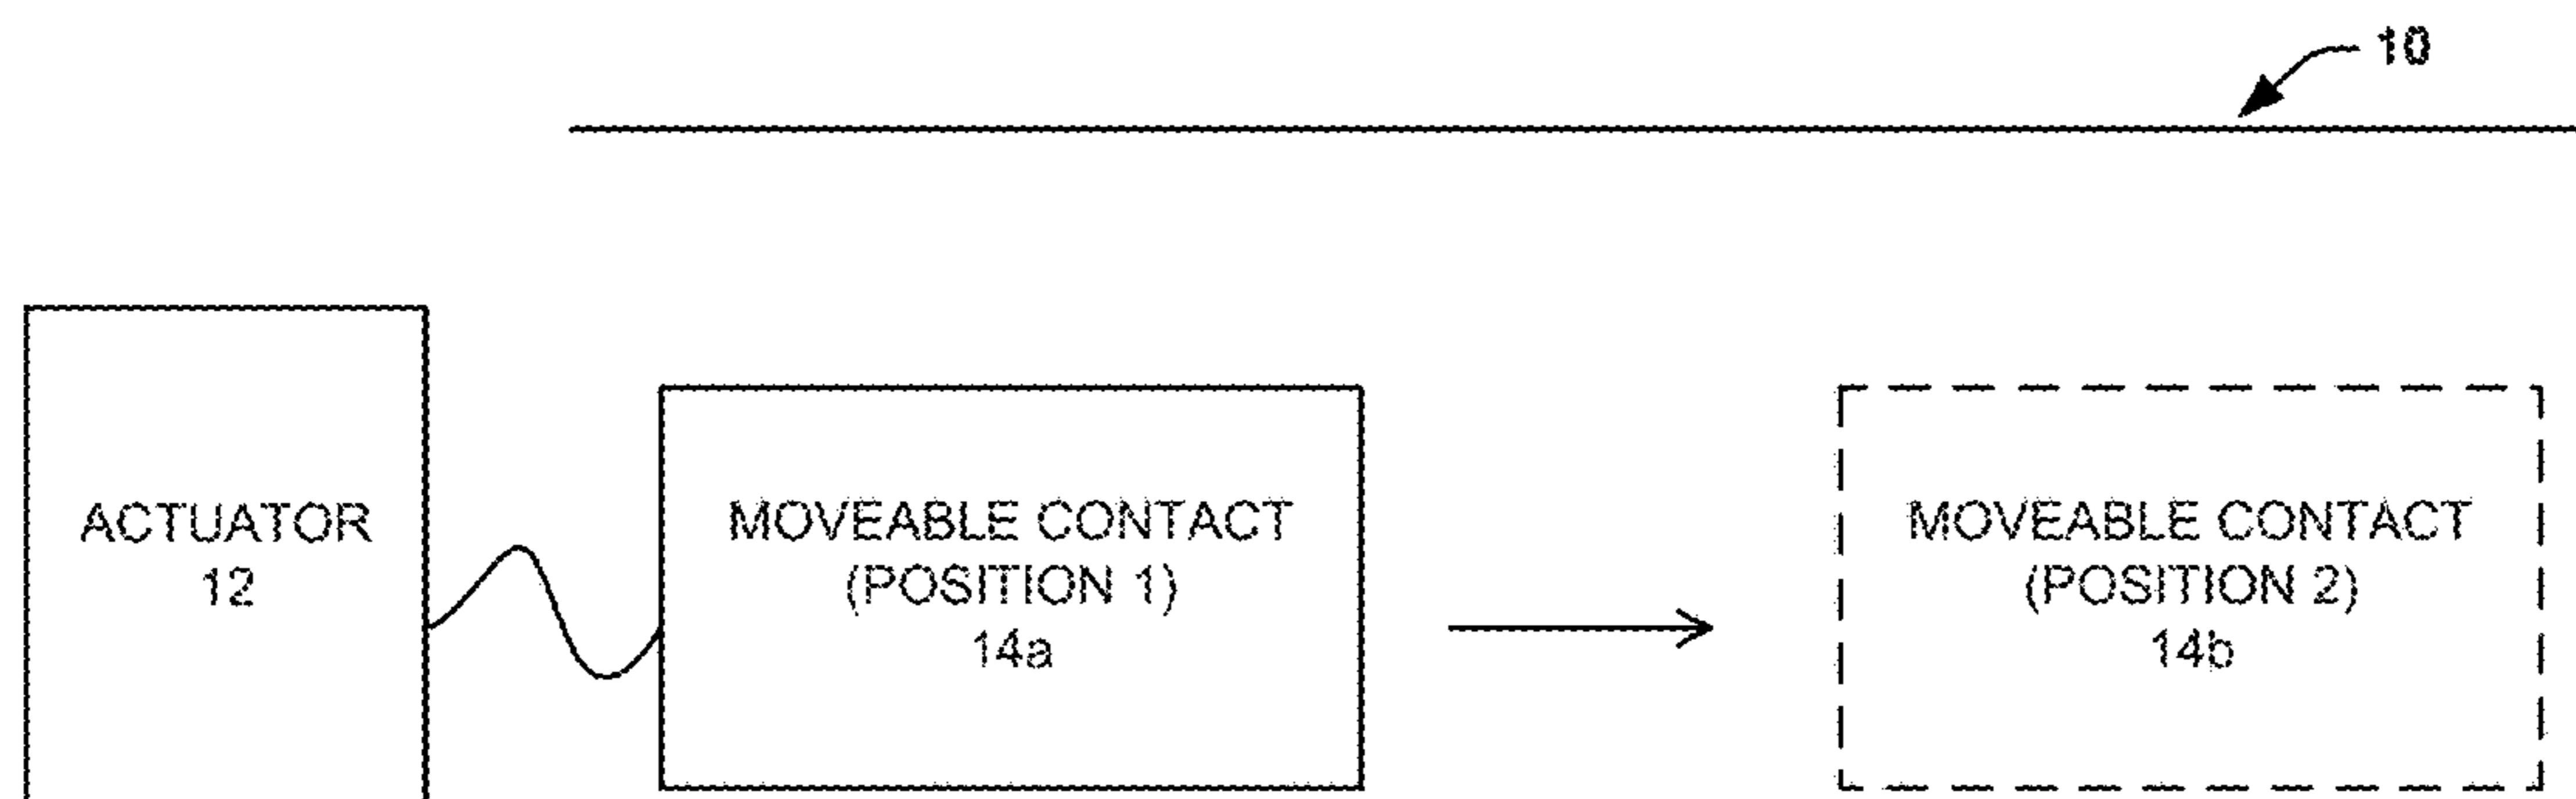 10
ACTUATOR
12
MOVEABLE CONTACT
(POSITION 1)
14a
MOVEABLE CONTACT
(POSITION 2)
14b